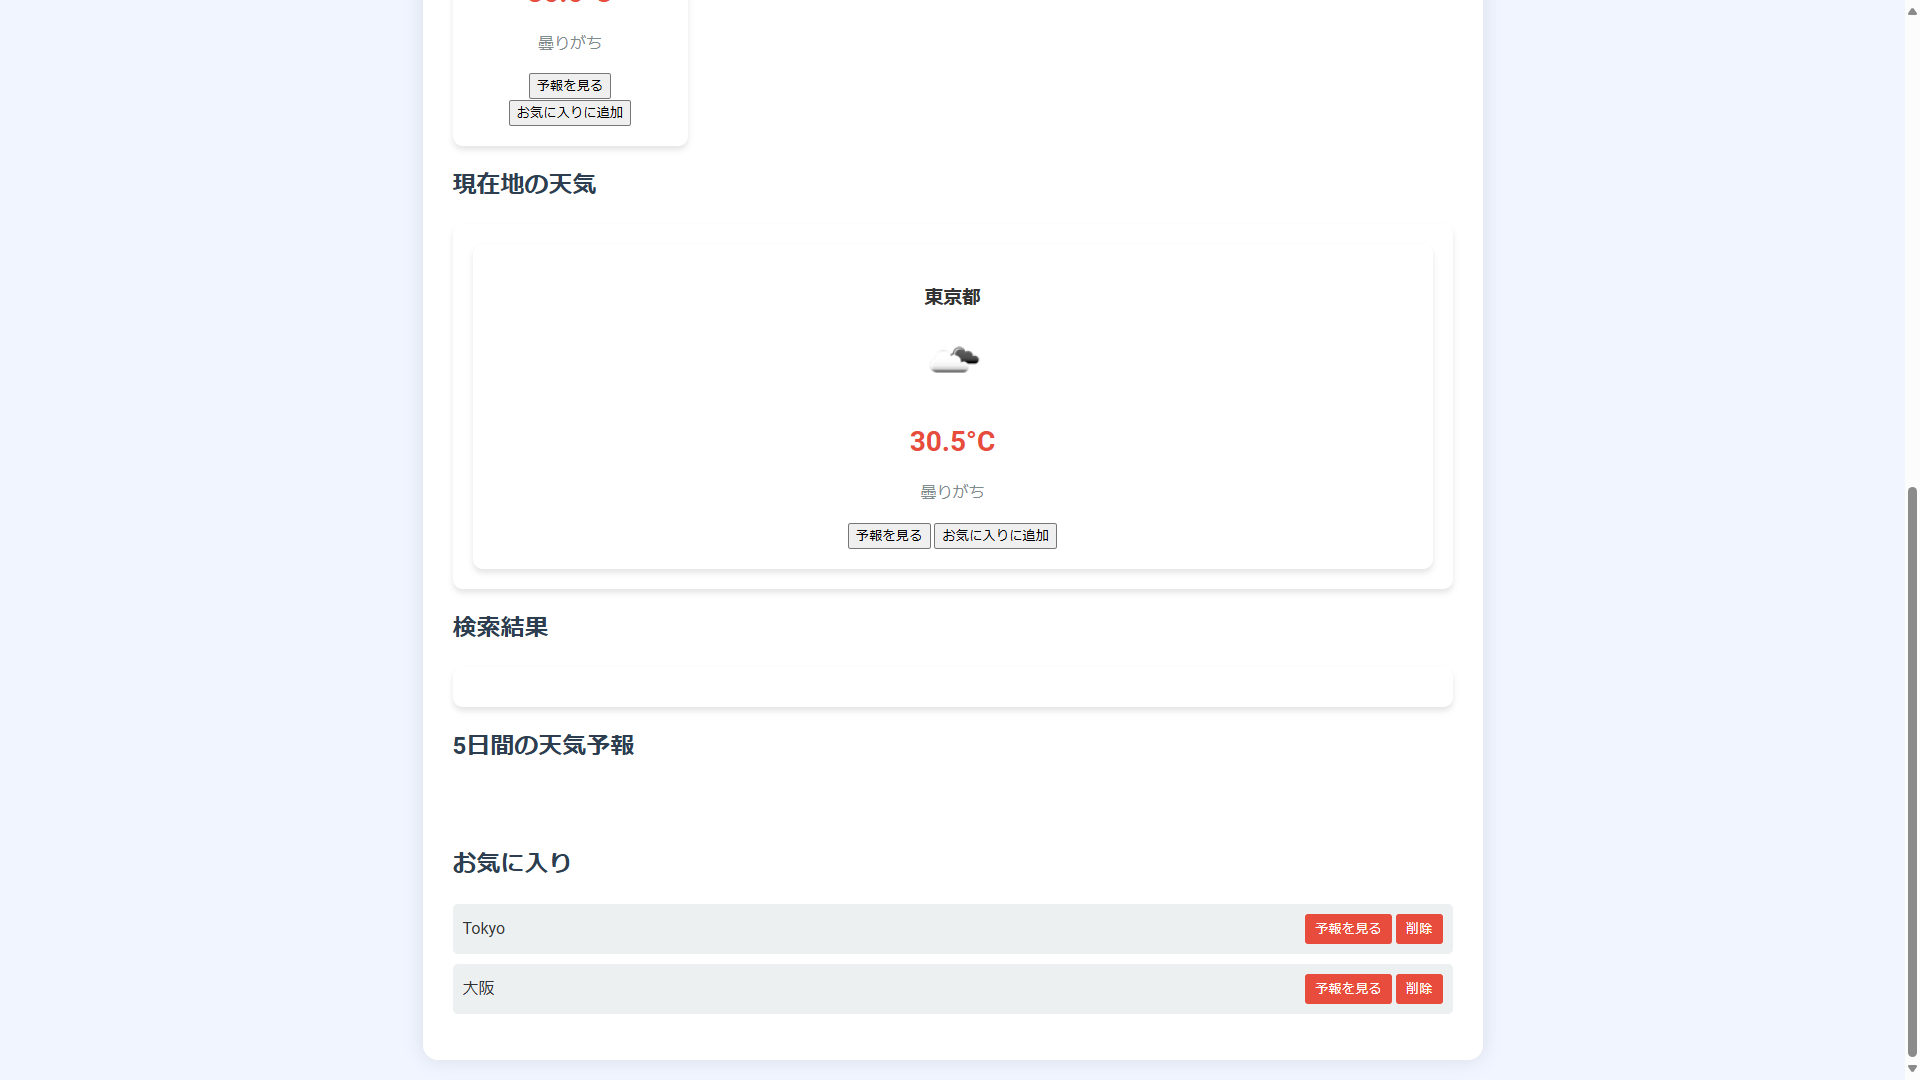 曇りがち
予報を見る
お気に入りに追加
現在地の天気
東京都
30.5°C
曇りがち
予報を見る お気に入りに追加
検索結果
5日間の天気予報
お気に入り
Tokyo 予報を見る 削除
大阪 予報を見る 削除